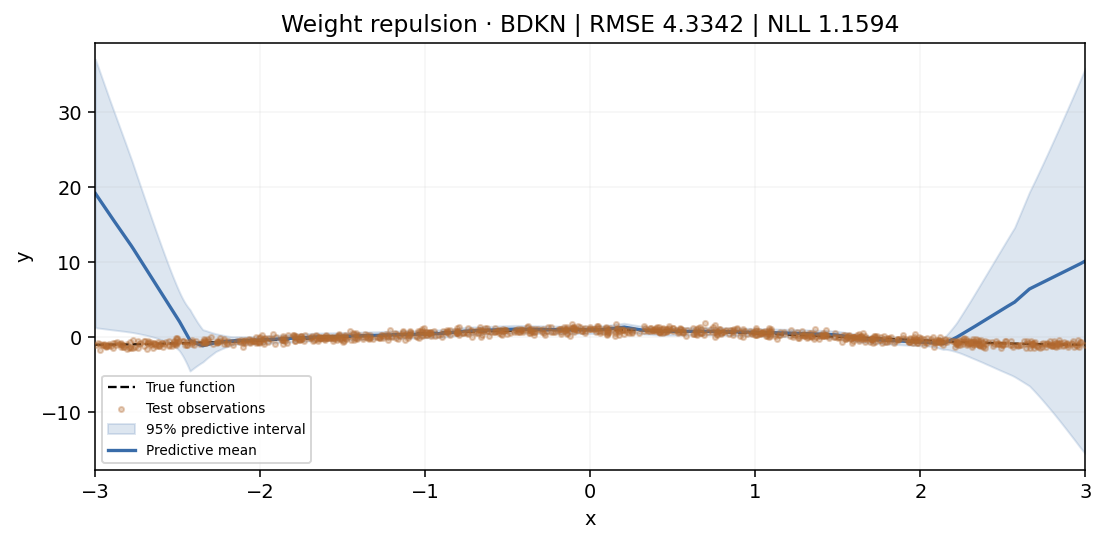 Weight repulsion · BDKN | RMSE 4.3342 | NLL 1.1594
30
20
10
0
−10
y
True function
Test observations
95% predictive interval
Predictive mean
−3
−2
−1
0
1
2
3
x